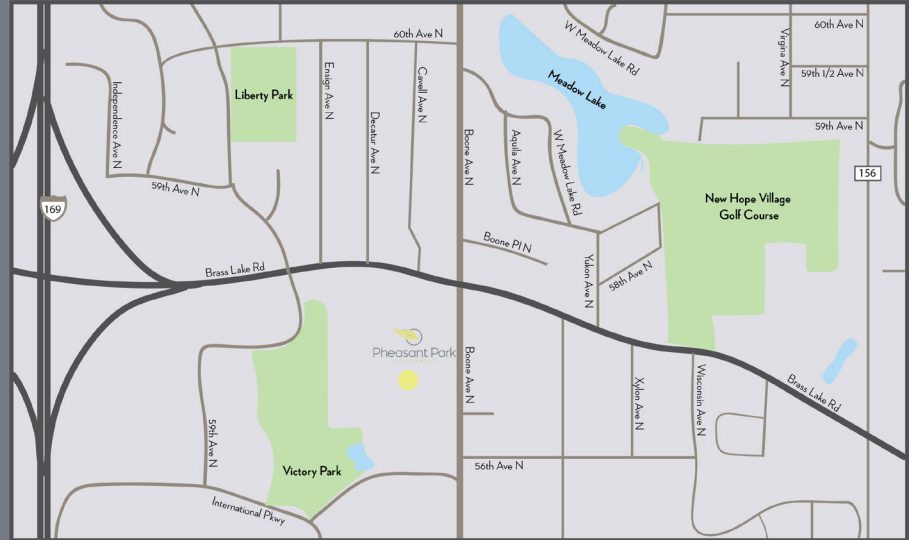 60th Ave N
W Meadow Lake Rd
60th Ave N
Virgina Ave N
59th 1/2 Ave N
Liberty Park
Ensign Ave N
Cavell Ave N
Decatur Ave N
Independence Ave N
Meadow Lake
59th Ave N
Boone Ave N
Aquila Ave N
W Meadow Lake Rd
156
59th Ave N
169
New Hope Village
Golf Course
Boone Pl N
Brass Lake Rd
Yukon Ave N
58th Ave N
Pheasant Park
Boone Ave N
Xylon Ave N
Wisconsin Ave N
Brass Lake Rd
59th Ave N
Victory Park
56th Ave N
International Pkwy